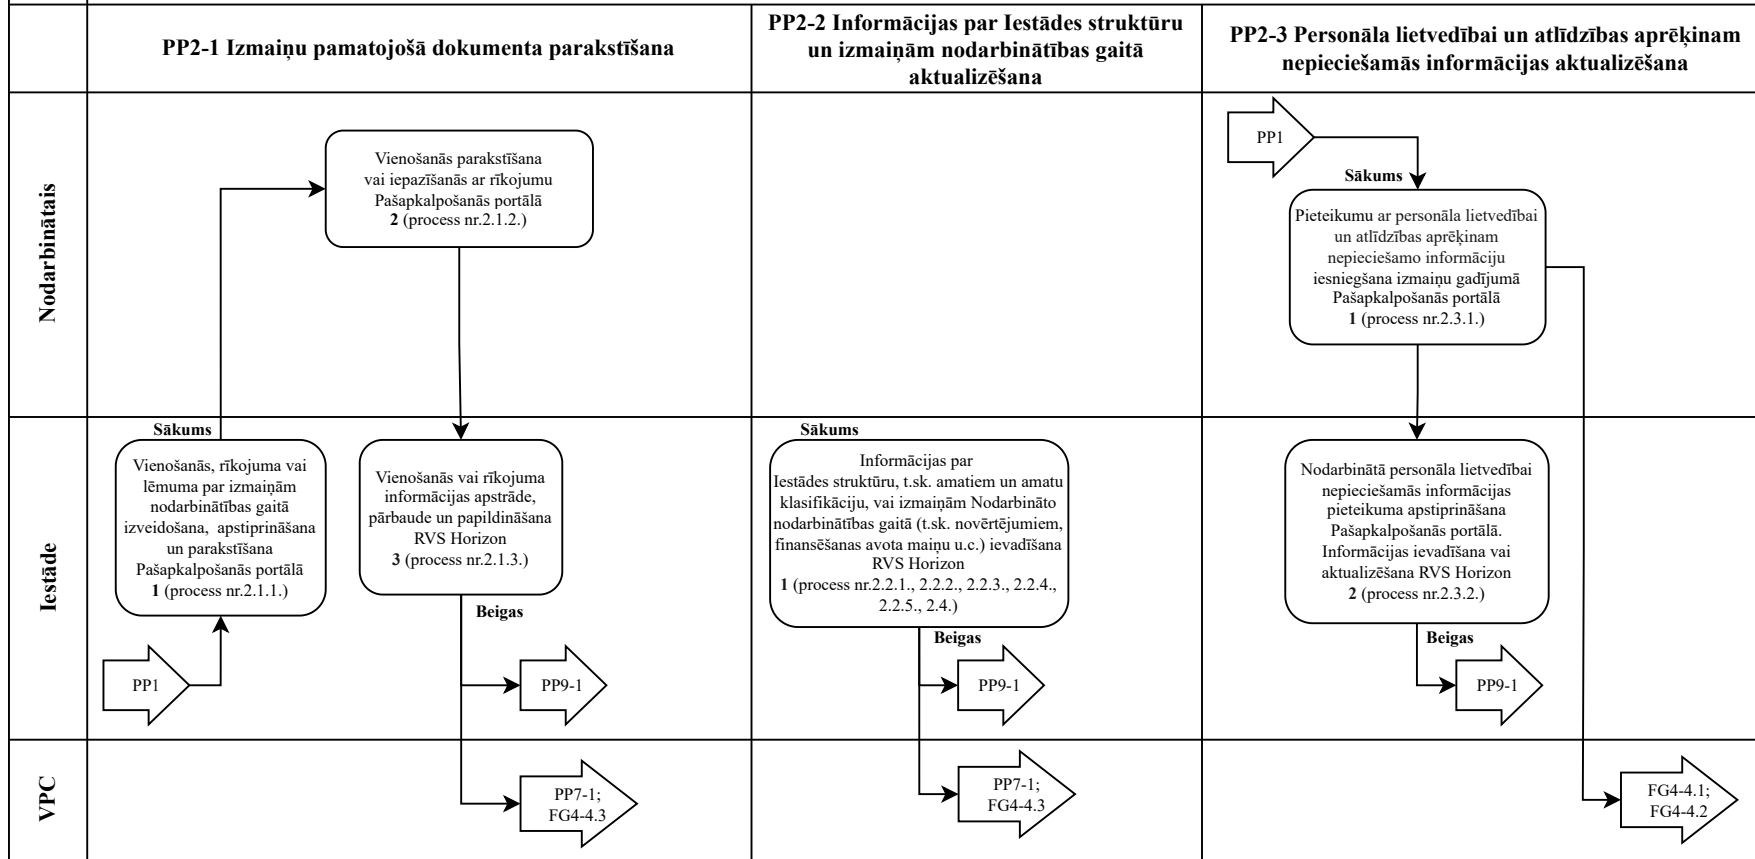 PP2-1 Izmaiņu pamatojošā dokumenta parakstīšana
PP2-2 Informācijas par Iestādes struktūru
un izmaiņām nodarbinātības gaitā
aktualizēšana
PP2-3 Personāla lietvedībai un atlīdzības aprēķinam
nepieciešamās informācijas aktualizēšana
Nodarbinātais
Vienošanās parakstīšana
vai iepazīšanās ar rīkojumu
Pašapkalpošanās portālā
2 (process nr.2.1.2.)
PP1
Sākums
Pieteikumu ar personāla lietvedībai
un atlīdzības aprēķinam
nepieciešamo informāciju
iesniegšana izmaiņu gadījumā
Pašapkalpošanās portālā
1 (process nr.2.3.1.)
Iestāde
Sākums
Vienošanās, rīkojuma vai
lēmuma par izmaiņām
nodarbinātības gaitā
izveidošana, apstiprināšana
un parakstīšana
Pašapkalpošanās portālā
1 (process nr.2.1.1.)
PP1
Vienošanās vai rīkojuma
informācijas apstrāde,
pārbaude un papildināšana
RVS Horizon
3 (process nr.2.1.3.)
Beigas
PP9-1
Sākums
Informācijas par
Iestādes struktūru, t.sk. amatiem un amatu
klasifikāciju, vai izmaiņām Nodarbināto
nodarbinātības gaitā (t.sk. novērtējumiem,
finansēšanas avota maiņu u.c.) ievadīšana
RVS Horizon
1 (process nr.2.2.1., 2.2.2., 2.2.3., 2.2.4.,
2.2.5., 2.4.)
Beigas
PP9-1
Nodarbinātā personāla lietvedībai
nepieciešamās informācijas
pieteikuma apstiprināšana
Pašapkalpošanās portālā.
Informācijas ievadīšana vai
aktualizēšana RVS Horizon
2 (process nr.2.3.2.)
Beigas
PP9-1
VPC
PP7-1;
FG4-4.3
PP7-1;
FG4-4.3
FG4-4.1;
FG4-4.2